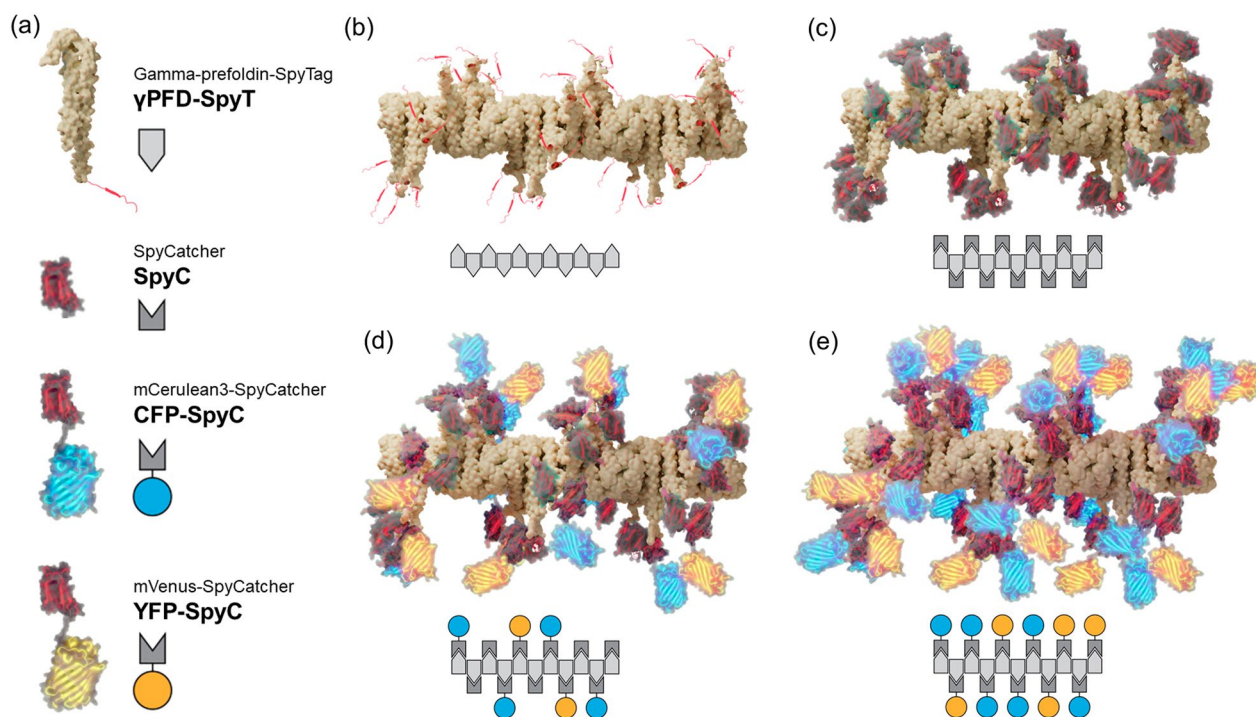 (a)
Gamma-prefoldin-SpyTag
γPFD-SpyT
SpyCatcher
SpyC
mCerulean3-SpyCatcher
CFP-SpyC
mVenus-SpyCatcher
YFP-SpyC
(b)
(c)
(d)
(e)